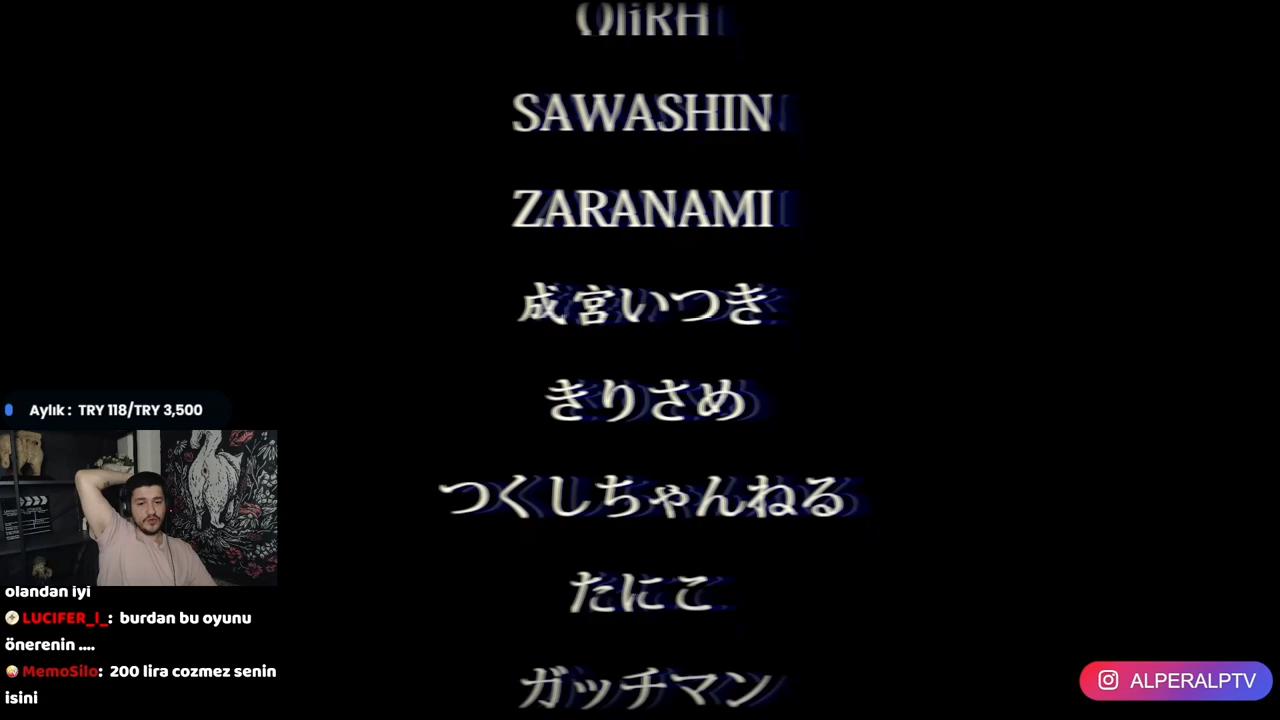 SAWASHIN
ZARANAMI
成宮いつき
きりさめ
つくしちゃんねる
たにこ
ガッチマン
Aylık : TRY 118/TRY 3,500
olandan iyi
LUCIFER_I_: burdan bu oyunu
önerenin ....
MemoSilo: 200 lira cozmez senin
isini
ALPERALPTV